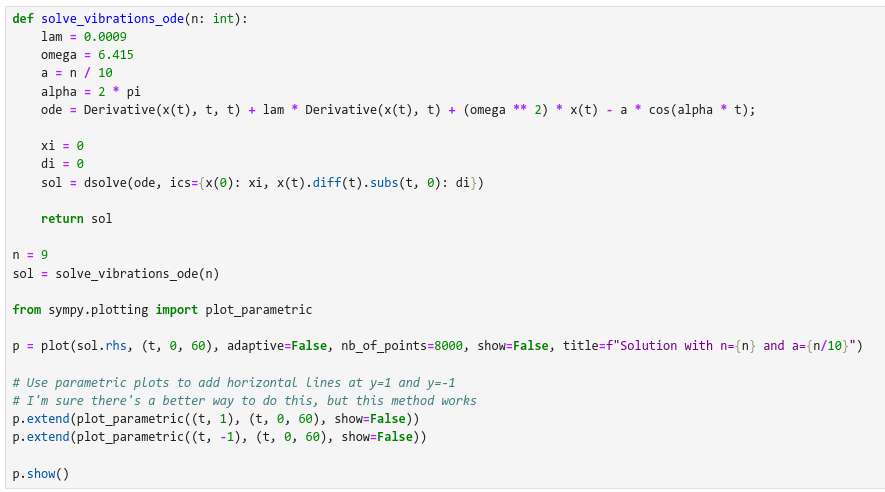 def solve_vibrations_ode(n: int):
    lam = 0.0009
    omega = 6.415
    a = n / 10
    alpha = 2 * pi
    ode = Derivative(x(t), t, t) + lam * Derivative(x(t), t) + (omega ** 2) * x(t) - a * cos(alpha * t);

    xi = 0
    di = 0
    sol = dsolve(ode, ics={x(0): xi, x(t).diff(t).subs(t, 0): di})

    return sol

n = 9
sol = solve_vibrations_ode(n)

from sympy.plotting import plot_parametric

p = plot(sol.rhs, (t, 0, 60), adaptive=False, nb_of_points=8000, show=False, title=f"Solution with n={n} and a={n/10}")

# Use parametric plots to add horizontal lines at y=1 and y=-1
# I'm sure there's a better way to do this, but this method works
p.extend(plot_parametric((t, 1), (t, 0, 60), show=False))
p.extend(plot_parametric((t, -1), (t, 0, 60), show=False))

p.show()